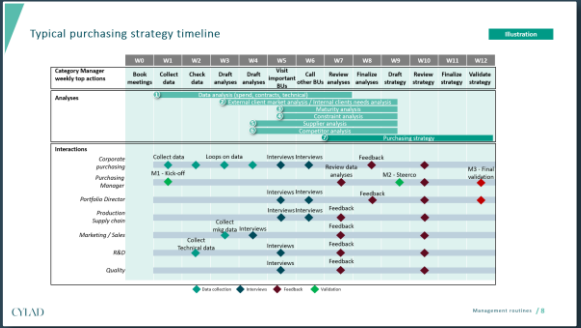 Typical purchasing strategy timeline
Illustration
W0 W1 W2 W3 W4 W5 W6 W7 W8 W9 W10 W11 W12
Category Manager
weekly top actions
Book
meetings
Collect
data
Check
data
Draft
analyses
Draft
analyses
Visit
important
BUs
Call
other BUs
Review
analyses
Finalize
analyses
Draft
strategy
Review
strategy
Finalize
strategy
Validate
strategy
Analyses
Data analysis (spend, contracts, technical)
External client market analysis / Internal clients needs analysis
Maturity analysis
Constraint analysis
Supplier analysis
Competitor analysis
Purchasing strategy
Interactions
Corporate
purchasing
Collect data
Loops on data
Interviews Interviews
Feedback
Purchasing
Manager
M1 - Kick-off
Review data
analyses
M2 - Steerco
M3 - Final
validation
Portfolio Director
Interviews Interviews
Feedback
Production
Supply chain
Interviews Interviews
Feedback
Marketing / Sales
Collect
mkg data
Interviews
Feedback
R&D
Collect
Technical data
Interviews
Feedback
Quality
Interviews
Feedback
Data collection
Interviews
Feedback
Validation
CYLAD
Management routines / 8